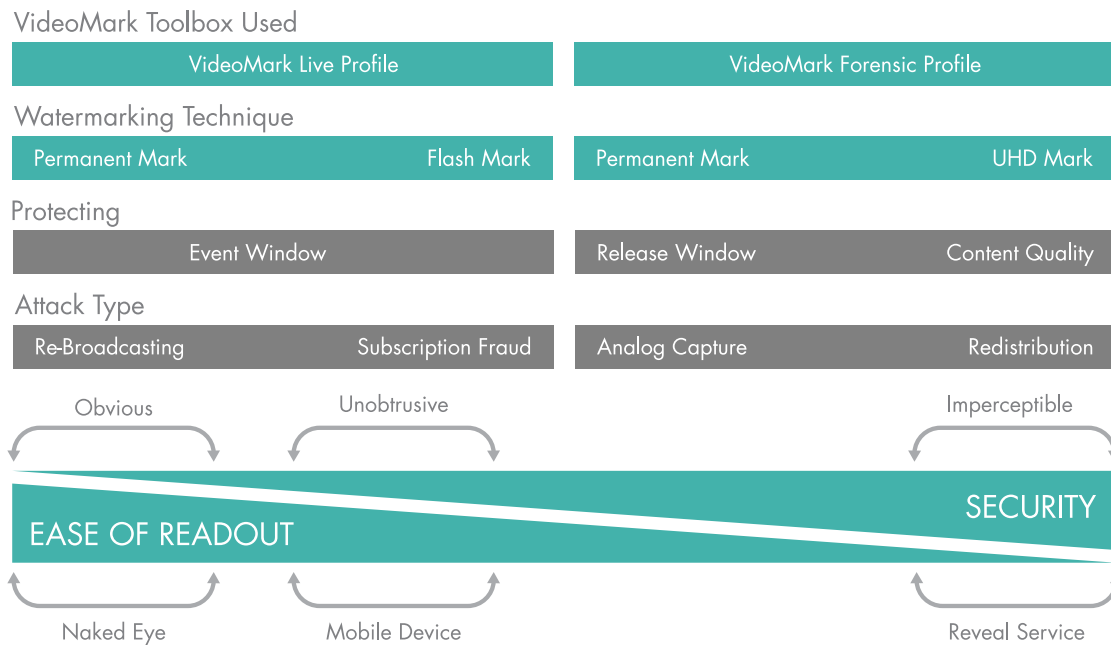 VideoMark Toolbox Used
VideoMark Live Profile
VideoMark Forensic Profile
Watermarking Technique
Permanent Mark
Flash Mark
Permanent Mark
UHD Mark
Protecting
Event Window
Release Window
Content Quality
Attack Type
Re-Broadcasting
Subscription Fraud
Analog Capture
Redistribution
Obvious
Unobtrusive
Imperceptible
SECURITY
EASE OF READOUT
Naked Eye
Mobile Device
Reveal Service